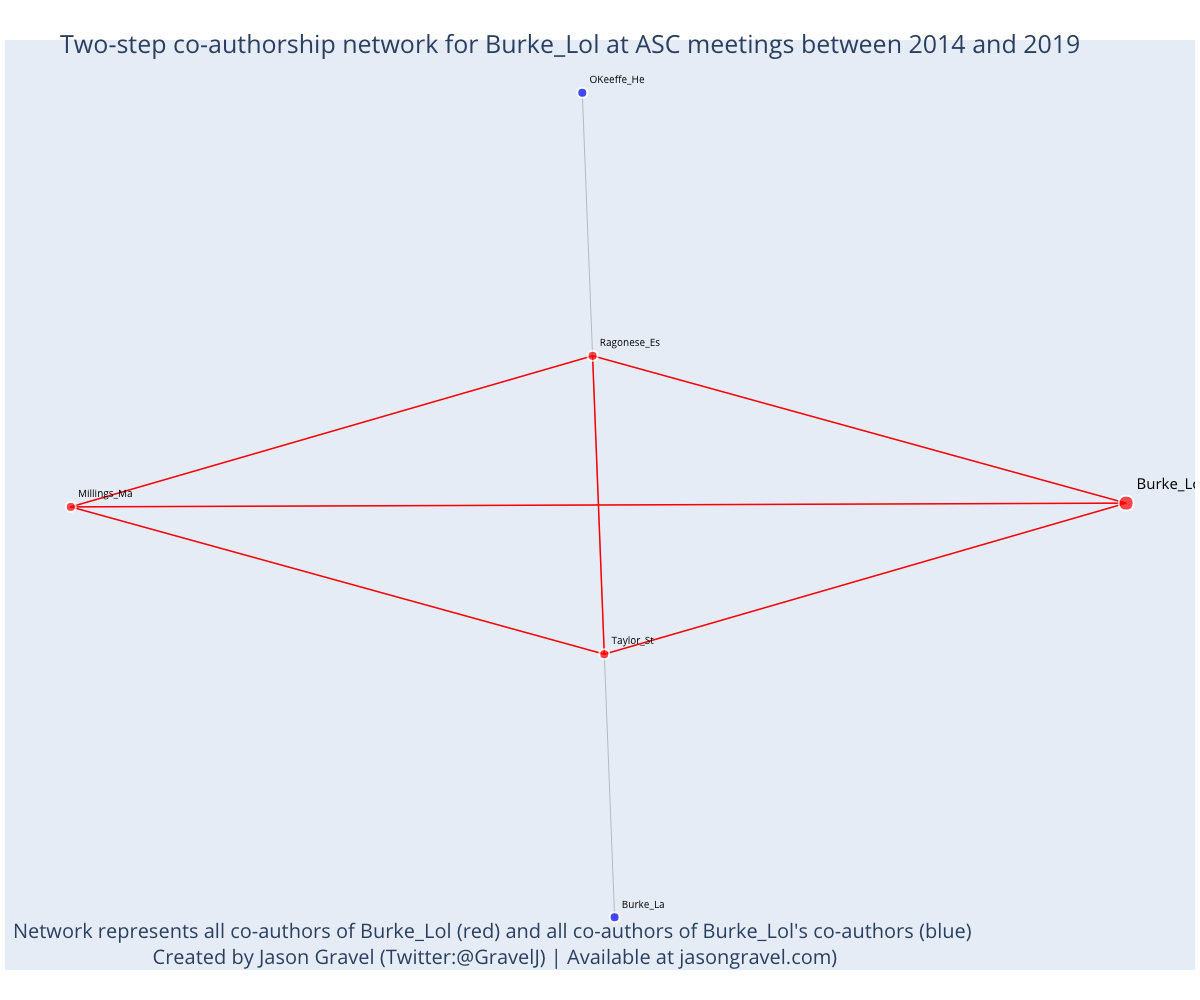 Two-step co-authorship network for Burke_Lol at ASC meetings between 2014 and 2019
OKeeffe_He
Ragonese_Es
Burke_Lo
Millings_Ma
Taylor_St
Burke_La
Network represents all co-authors of Burke_Lol (red) and all co-authors of Burke_Lol's co-authors (blue)
Created by Jason Gravel (Twitter:@GravelJ) | Available at jasongravel.com)